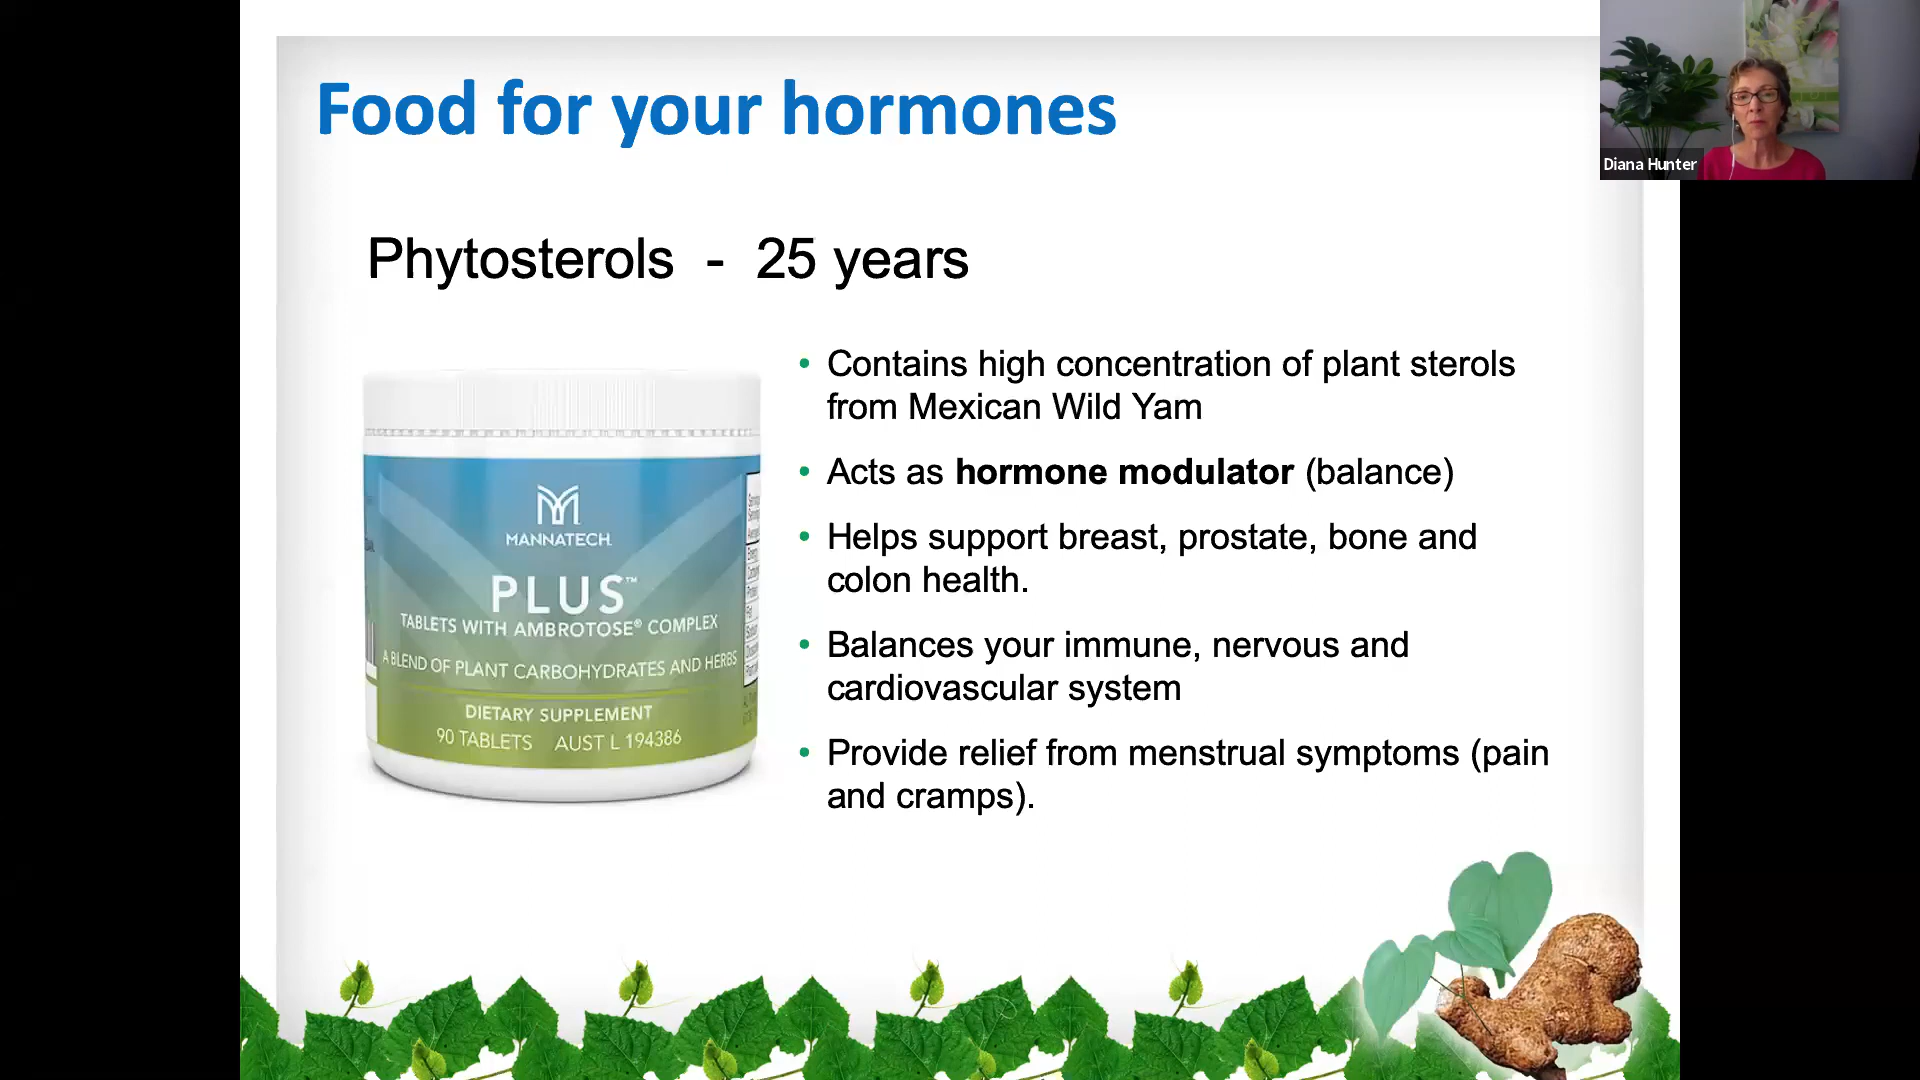 Food for your hormones
Diana Hunter
Phytosterols - 25 years
• Contains high concentration of plant sterols
from Mexican Wild Yam
• Acts as hormone modulator (balance)
• Helps support breast, prostate, bone and
colon health.
• Balances your immune, nervous and
cardiovascular system
• Provide relief from menstrual symptoms (pain
and cramps).
MANNATECH
PLUS™
TABLETS WITH AMBROTOSE® COMPLEX
A BLEND OF PLANT CARBOHYDRATES AND HERBS
DIETARY SUPPLEMENT
90 TABLETS AUST L 194386